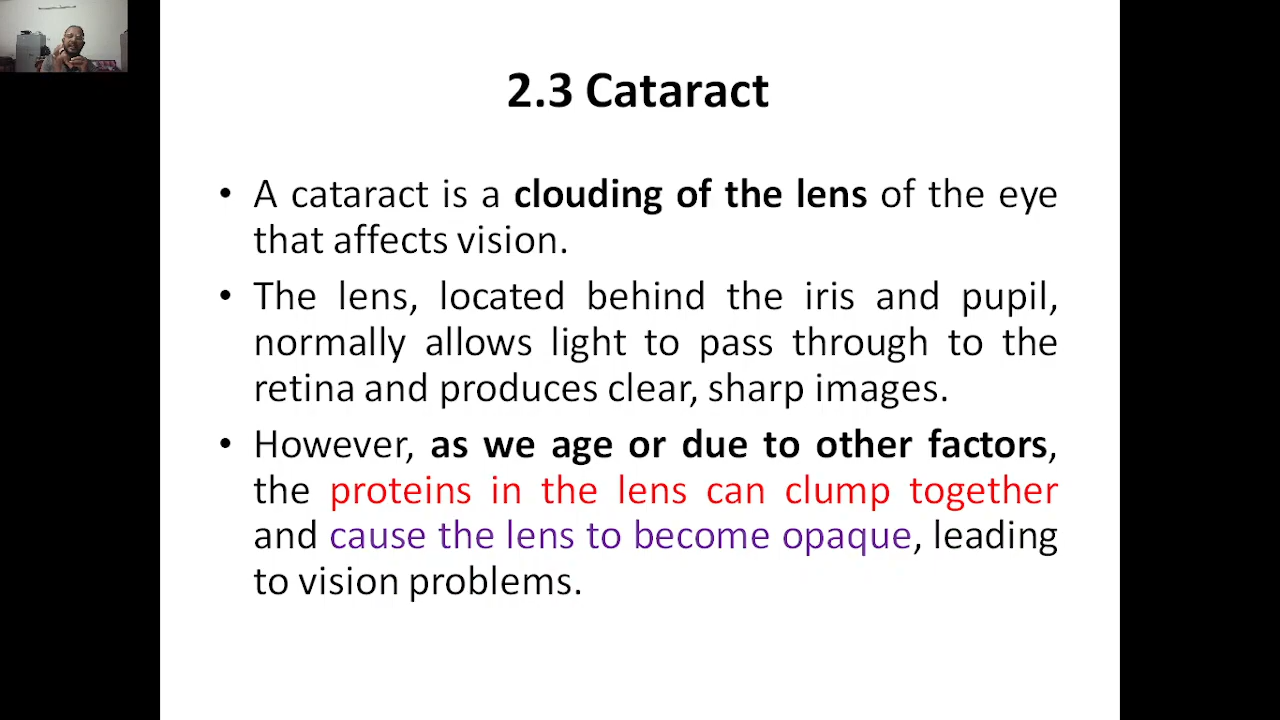 2.3 Cataract
• A cataract is a clouding of the lens of the eye
that affects vision.
• The lens, located behind the iris and pupil,
normally allows light to pass through to the
retina and produces clear, sharp images.
• However, as we age or due to other factors,
the proteins in the lens can clump together
and cause the lens to become opaque, leading
to vision problems.